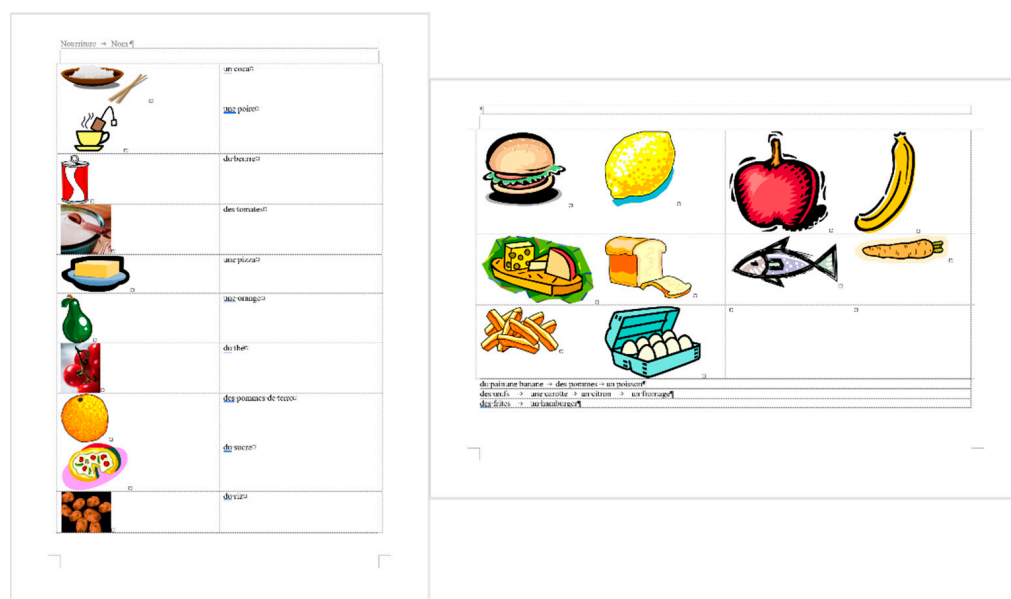 Nourriture → Nom¶
un coca¤
une poire¤
du beurre¤
des tomates¤
une pizza¤
une orange¤
du thé¤
des pommes de terre¤
du sucre¤
du riz¤
du pain une banane → des pommes → un poisson¶
des œufs → une carotte → un citron → un fromage¶
des frites → un hamburger¶